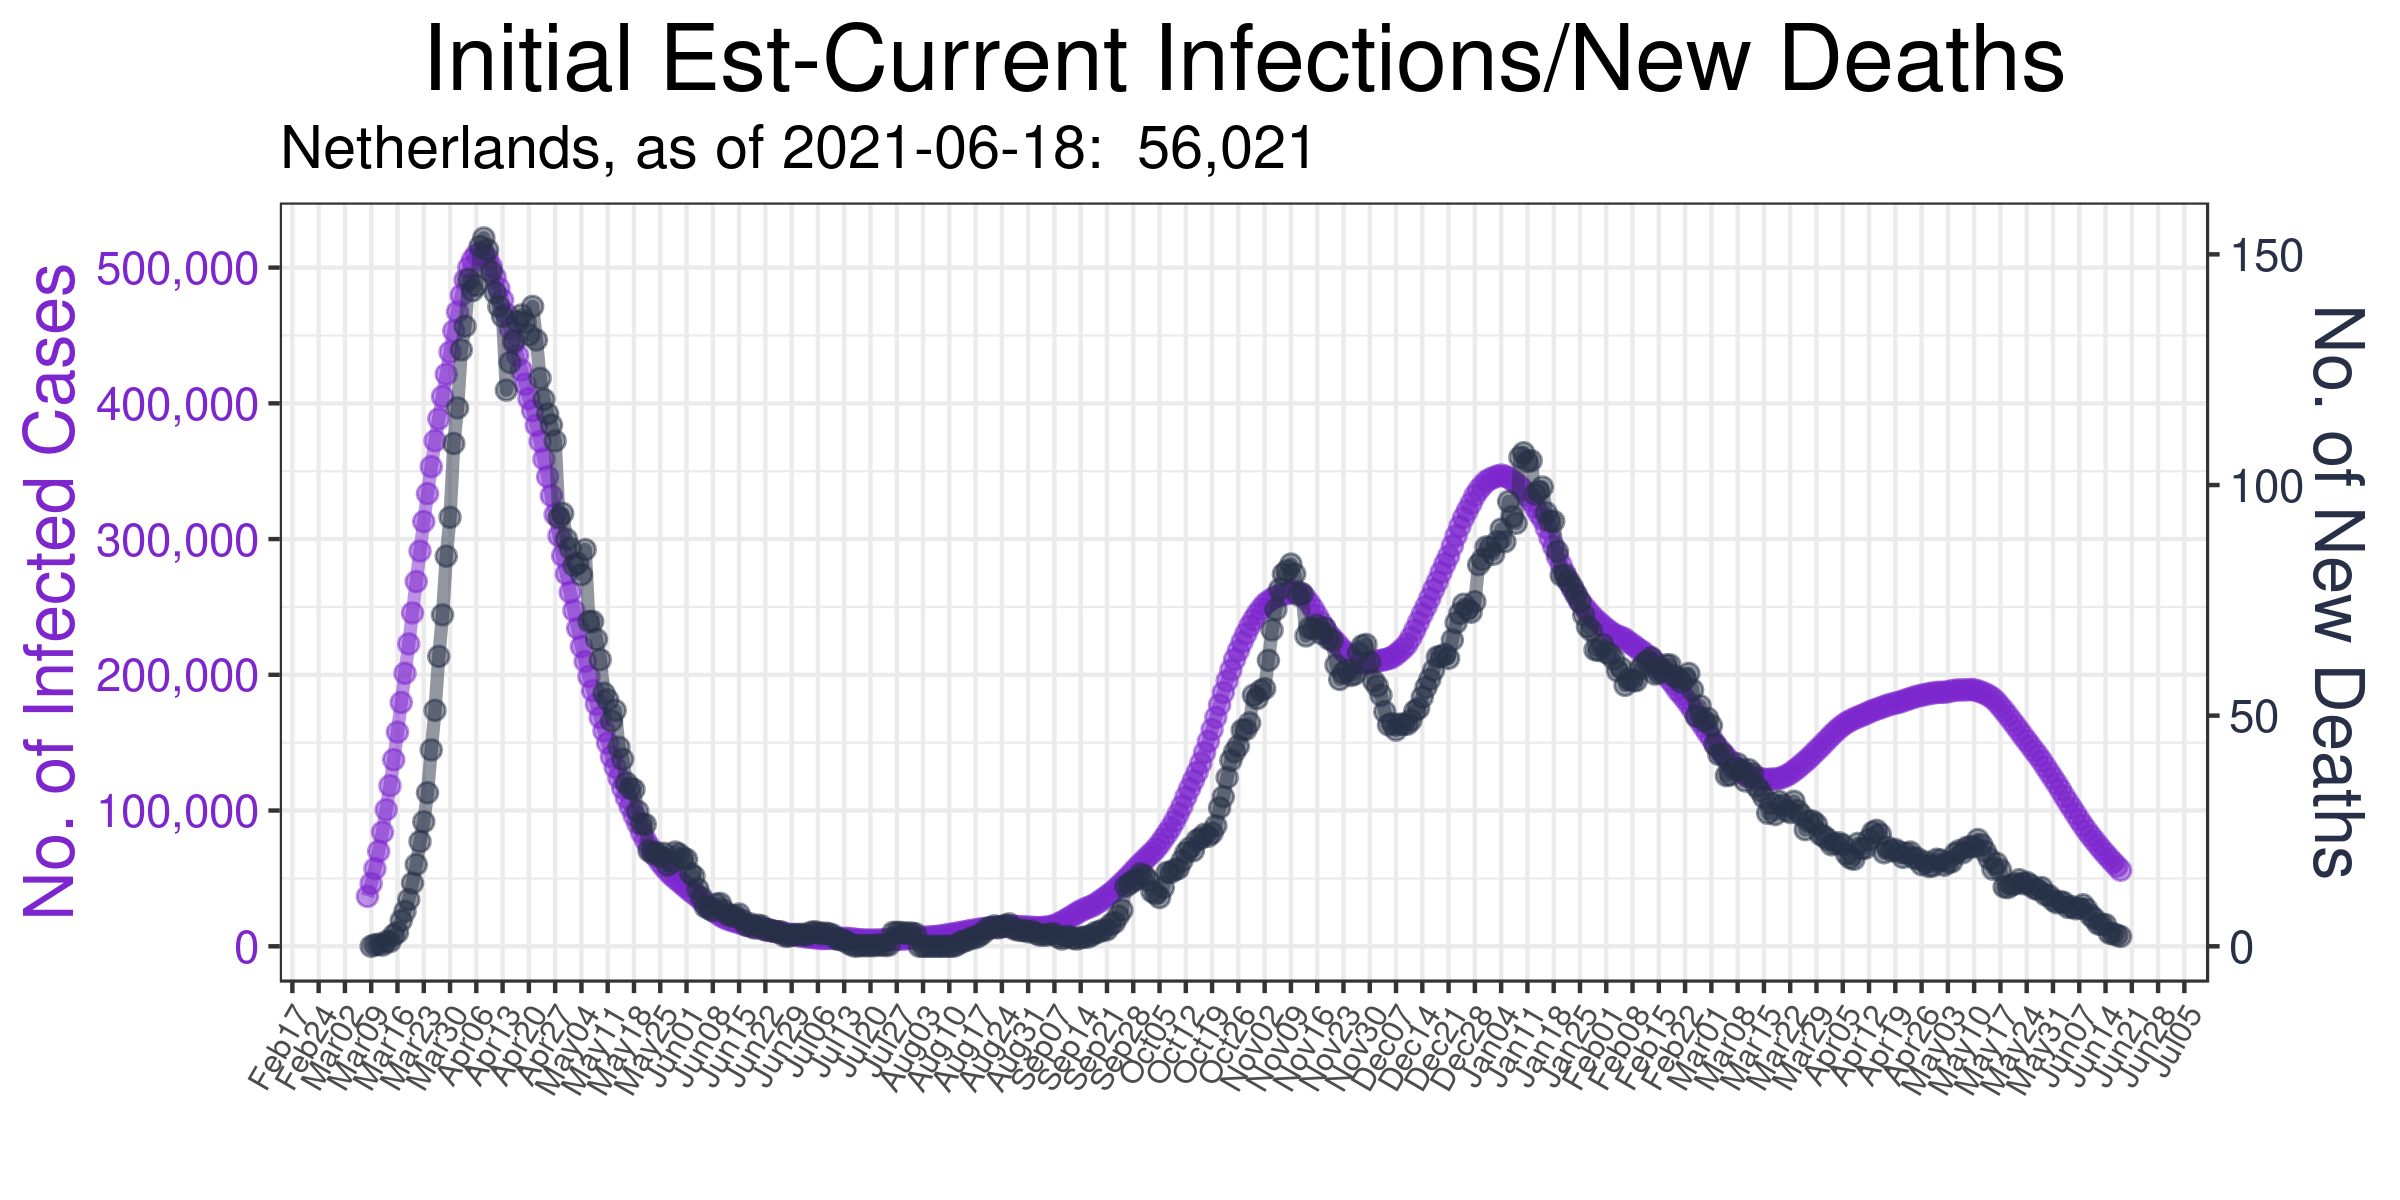 Initial Est-Current Infections/New Deaths
Netherlands, as of 2021-06-18: 56,021
No. of Infected Cases
500,000
400,000
300,000
200,000
100,000
0
150
100
50
0
No. of New Deaths
Feb17
Feb24
Mar02
Mar09
Mar16
Mar23
Mar30
Apr06
Apr13
Apr20
Apr27
May04
May11
May18
May25
Jun01
Jun08
Jun15
Jun22
Jun29
Jul06
Jul13
Jul20
Jul27
Aug03
Aug10
Aug17
Aug24
Aug31
Sep07
Sep14
Sep21
Sep28
Oct05
Oct12
Oct19
Oct26
Nov02
Nov09
Nov16
Nov23
Nov30
Dec07
Dec14
Dec21
Dec28
Jan04
Jan11
Jan18
Jan25
Feb01
Feb08
Feb15
Feb22
Mar01
Mar08
Mar15
Mar22
Mar29
Apr05
Apr12
Apr19
Apr26
May03
May10
May17
May24
May31
Jun07
Jun14
Jun21
Jun28
Jul05